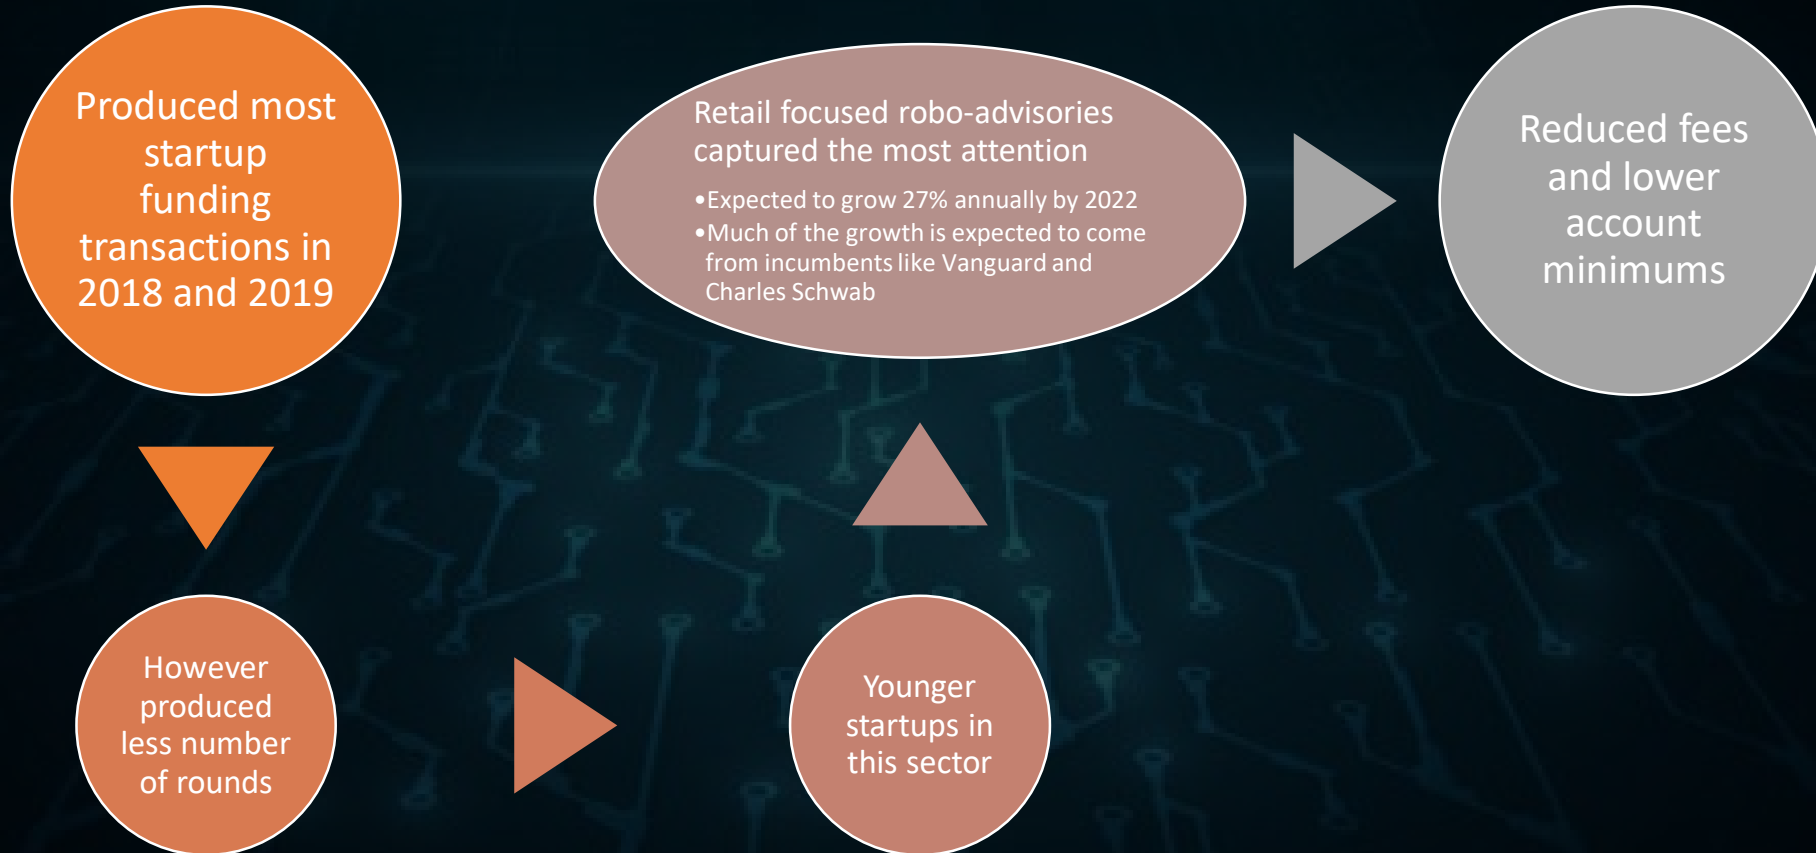 Produced most
startup
funding
transactions in
2018 and 2019
However
produced
less number
of rounds
Younger
startups in
this sector
Retail focused robo-advisories
captured the most attention
•Expected to grow 27% annually by 2022
•Much of the growth is expected to come
from incumbents like Vanguard and
Charles Schwab
Reduced fees
and lower
account
minimums